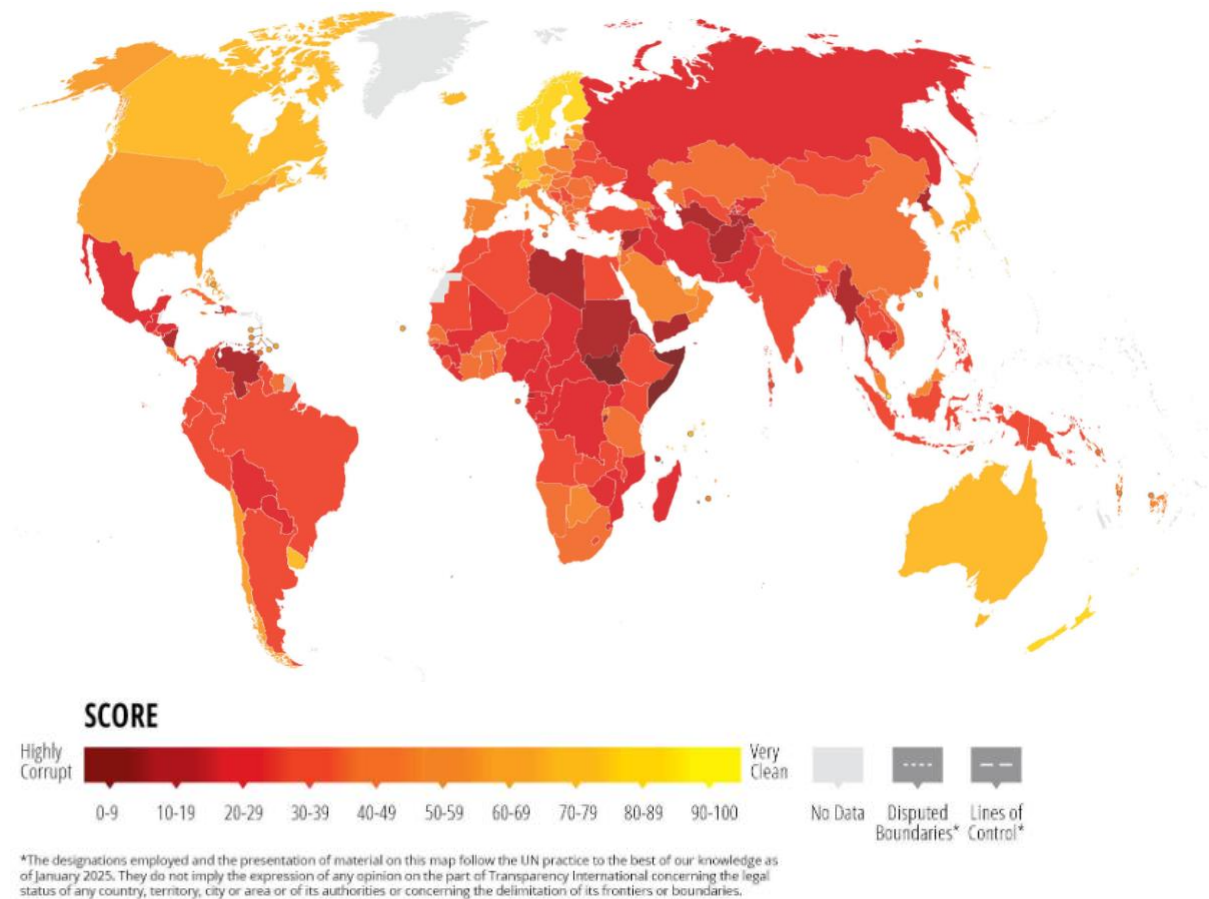 SCORE
Highly
Corrupt
Very
Clean
0-9 10-19 20-29 30-39 40-49 50-59 60-69 70-79 80-89 90-100
No Data
Disputed
Boundaries*
Lines of
Control*
*The designations employed and the presentation of material on this map follow the UN practice to the best of our knowledge as
of January 2025. They do not imply the expression of any opinion on the part of Transparency International concerning the legal
status of any country, territory, city or area or of its authorities or concerning the delimitation of its frontiers or boundaries.